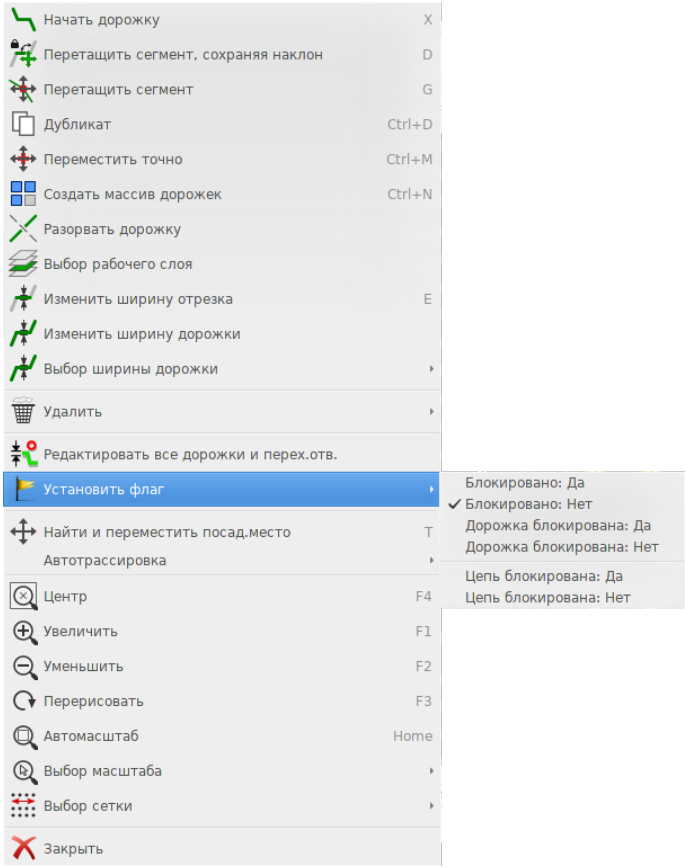 Начать дорожку X
Перетащить сегмент, сохраняя наклон D
Перетащить сегмент G
Дубликат Ctrl+D
Переместить точно Ctrl+M
Создать массив дорожек Ctrl+N
Разорвать дорожку
Выбор рабочего слоя
Изменить ширину отрезка E
Изменить ширину дорожки
Выбор ширины дорожки
Удалить
Редактировать все дорожки и перех.отв.
Установить флаг
Блокировано: Да
Блокировано: Нет
Дорожка блокирована: Да
Дорожка блокирована: Нет
Цепь блокирована: Да
Цепь блокирована: Нет
Найти и переместить посад.место T
Автотрассировка
Центр F4
Увеличить F1
Уменьшить F2
Перерисовать F3
Автомасштаб Home
Выбор масштаба
Выбор сетки
Закрыть